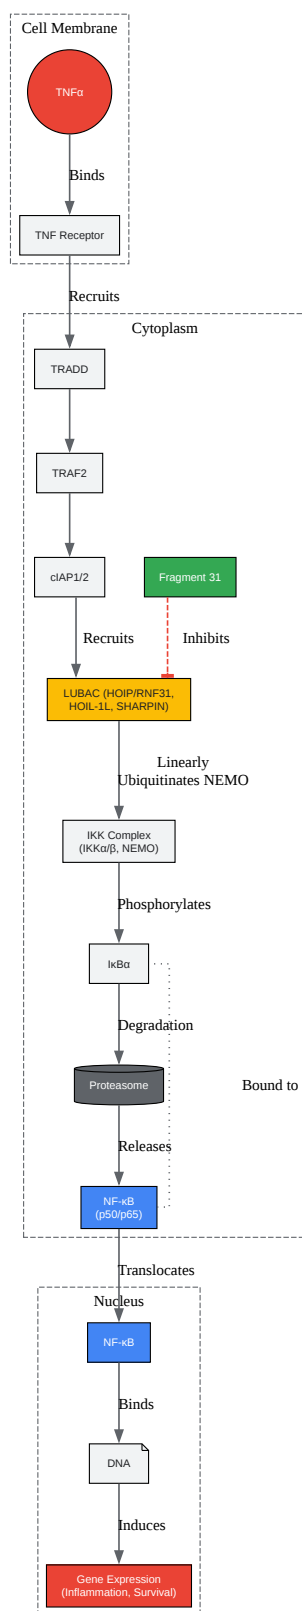 Cell Membrane
TNFα
Binds
TNF Receptor
Recruits
Cytoplasm
TRADD
TRAF2
cIAP1/2
Fragment 31
Recruits
Inhibits
LUBAC (HOIP/RNF31,
HOIL-1L, SHARPIN)
Linearly
Ubiquitinates NEMO
IKK Complex
(IKKα/β, NEMO)
Phosphorylates
IκBα
Degradation
Proteasome
Bound to
Releases
NF-κB
(p50/p65)
Translocates
Nucleus
NF-κB
Binds
DNA
Induces
Gene Expression
(Inflammation, Survival)